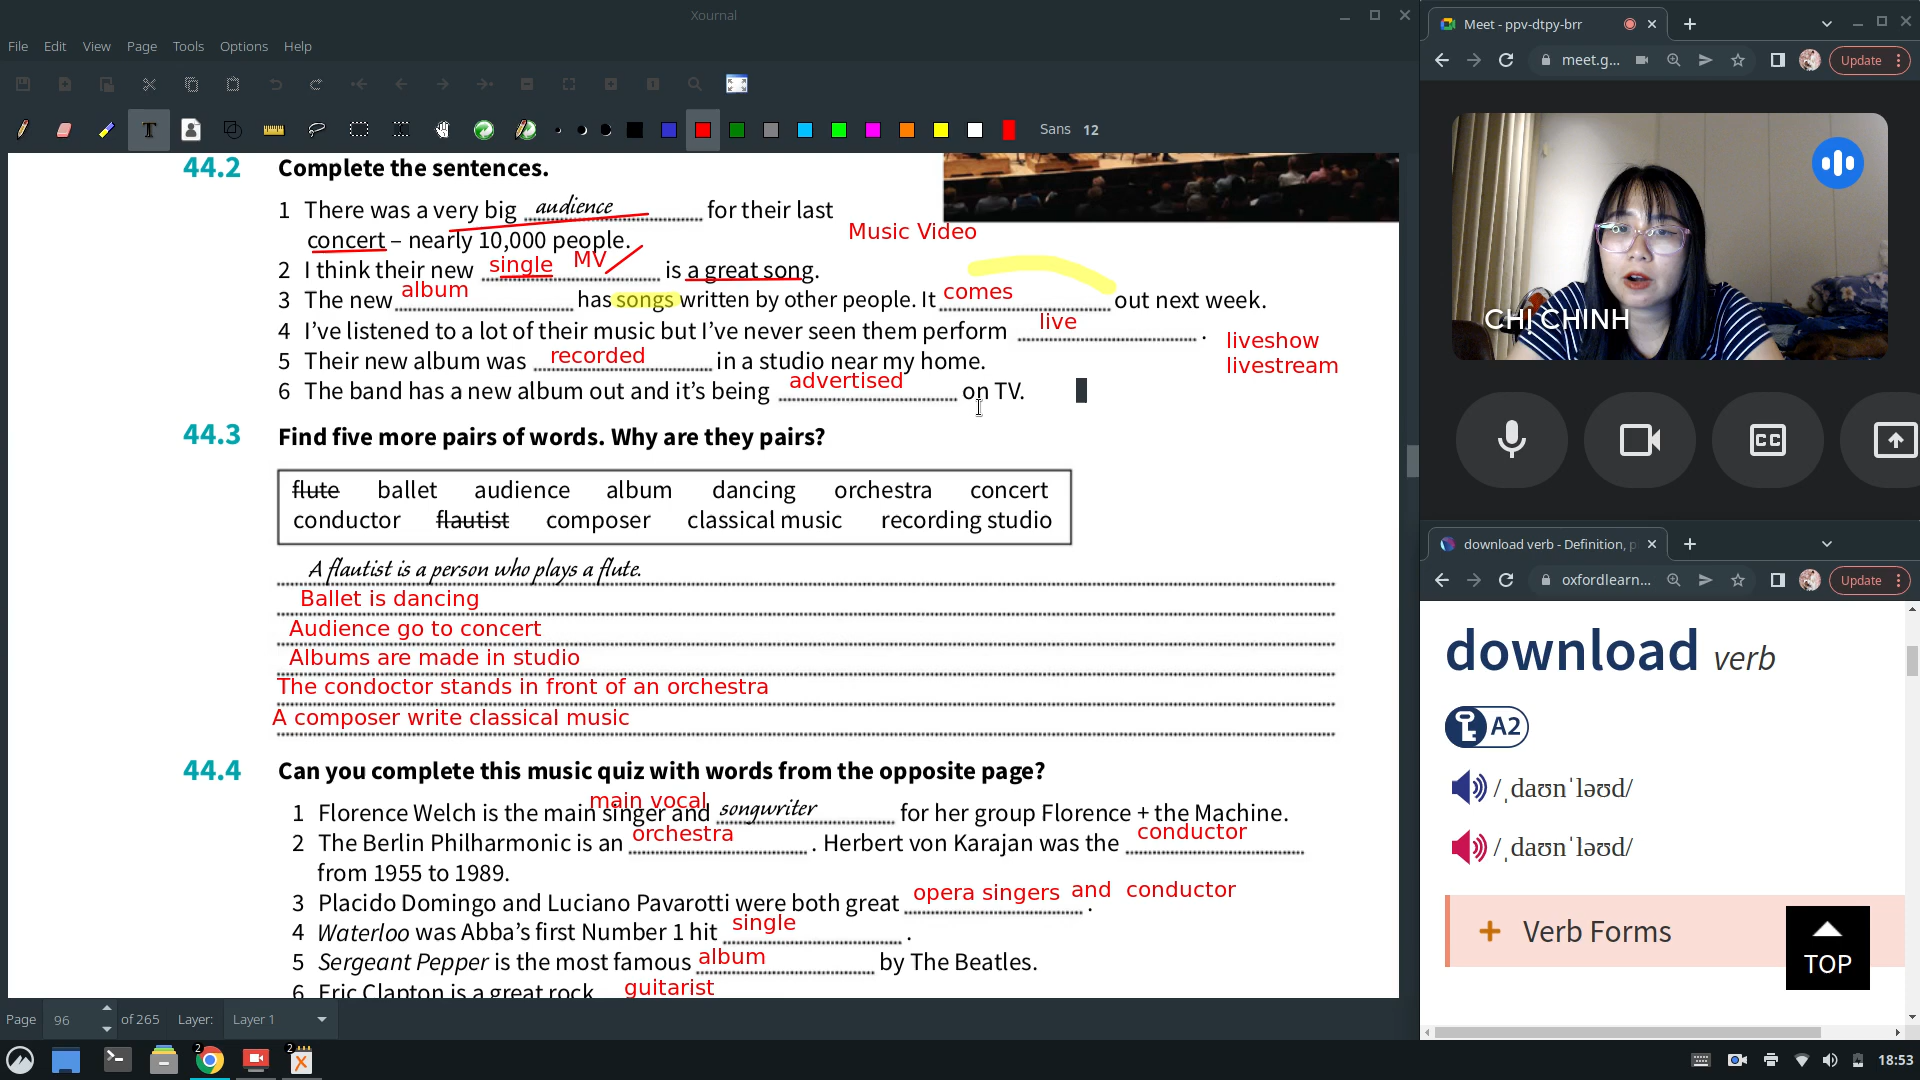 Xournal
File Edit View Page Tools Options Help
Sans 12
44.2 Complete the sentences.
1 There was a very big audience for their last
concert – nearly 10,000 people.
Music Video
2 I think their new single MV is a great song.
3 The new album has songs written by other people. It comes out next week.
4 I've listened to a lot of their music but I've never seen them perform live .
liveshow
livestream
5 Their new album was recorded in a studio near my home.
6 The band has a new album out and it's being advertised on TV.
44.3 Find five more pairs of words. Why are they pairs?
flute ballet audience album dancing orchestra concert
conductor flautist composer classical music recording studio
A flautist is a person who plays a flute.
Ballet is dancing
Audience go to concert
Albums are made in studio
The condoctor stands in front of an orchestra
A composer write classical music
44.4 Can you complete this music quiz with words from the opposite page?
main vocal
1 Florence Welch is the main singer and songwriter for her group Florence + the Machine.
2 The Berlin Philharmonic is an orchestra . Herbert von Karajan was the conductor
from 1955 to 1989.
3 Placido Domingo and Luciano Pavarotti were both great opera singers and conductor .
4 Waterloo was Abba's first Number 1 hit single .
5 Sergeant Pepper is the most famous album by The Beatles.
6 Eric Clapton is a great rock guitarist
Page 96 of 265 Layer: Layer 1
Meet - ppv-dtpy-brr
meet.g... Update
CHỊ CHINH
CC
download verb - Definition, p
oxfordlearn... Update
download verb
A2
/ˌdaʊnˈləʊd/
/ˌdaʊnˈləʊd/
+ Verb Forms
TOP
2 2
18:53